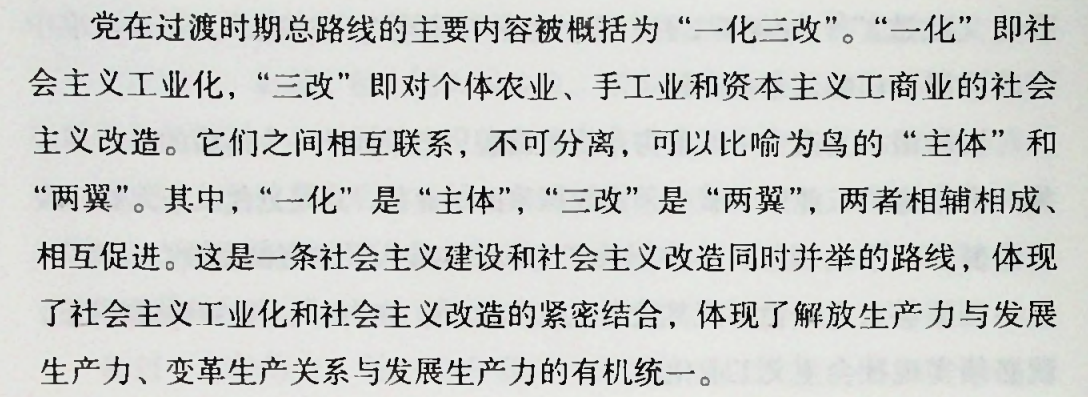 党在过渡时期总路线的主要内容被概括为“一化三改”。“一化”即社
会主义工业化，“三改”即对个体农业、手工业和资本主义工商业的社会
主义改造。它们之间相互联系，不可分离，可以比喻为鸟的“主体”和
“两翼”。其中，“一化”是“主体”，“三改”是“两翼”，两者相辅相成、
相互促进。这是一条社会主义建设和社会主义改造同时并举的路线，体现
了社会主义工业化和社会主义改造的紧密结合，体现了解放生产力与发展
生产力、变革生产关系与发展生产力的有机统一。